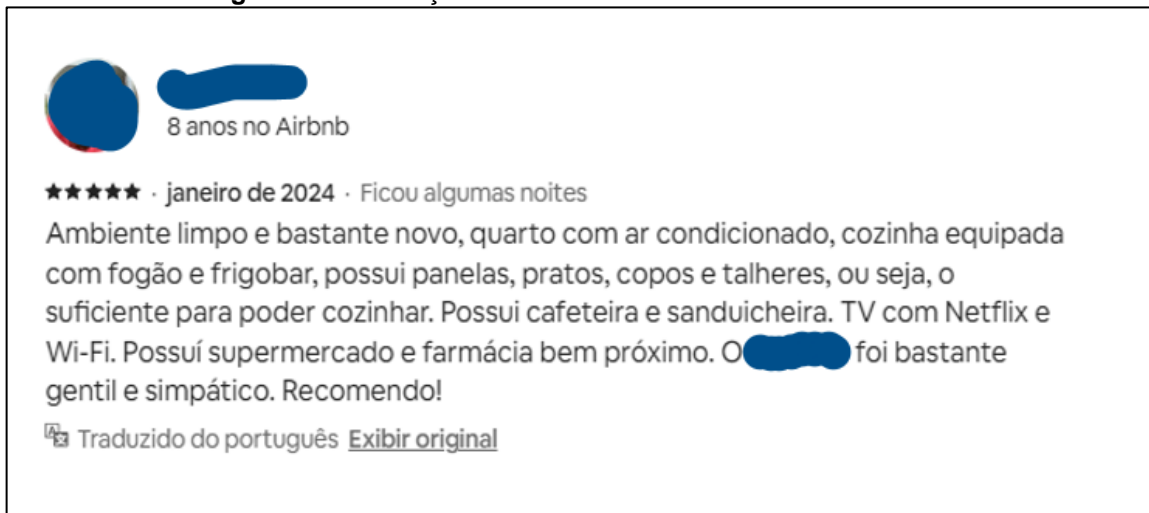 8 anos no Airbnb
★★★★★ · janeiro de 2024 · Ficou algumas noites
Ambiente limpo e bastante novo, quarto com ar condicionado, cozinha equipada
com fogão e frigobar, possui panelas, pratos, copos e talheres, ou seja, o
suficiente para poder cozinhar. Possui cafeteira e sanduicheira. TV com Netflix e
Wi-Fi. Possuí supermercado e farmácia bem próximo. O foi bastante
gentil e simpático. Recomendo!
Traduzido do português Exibir original